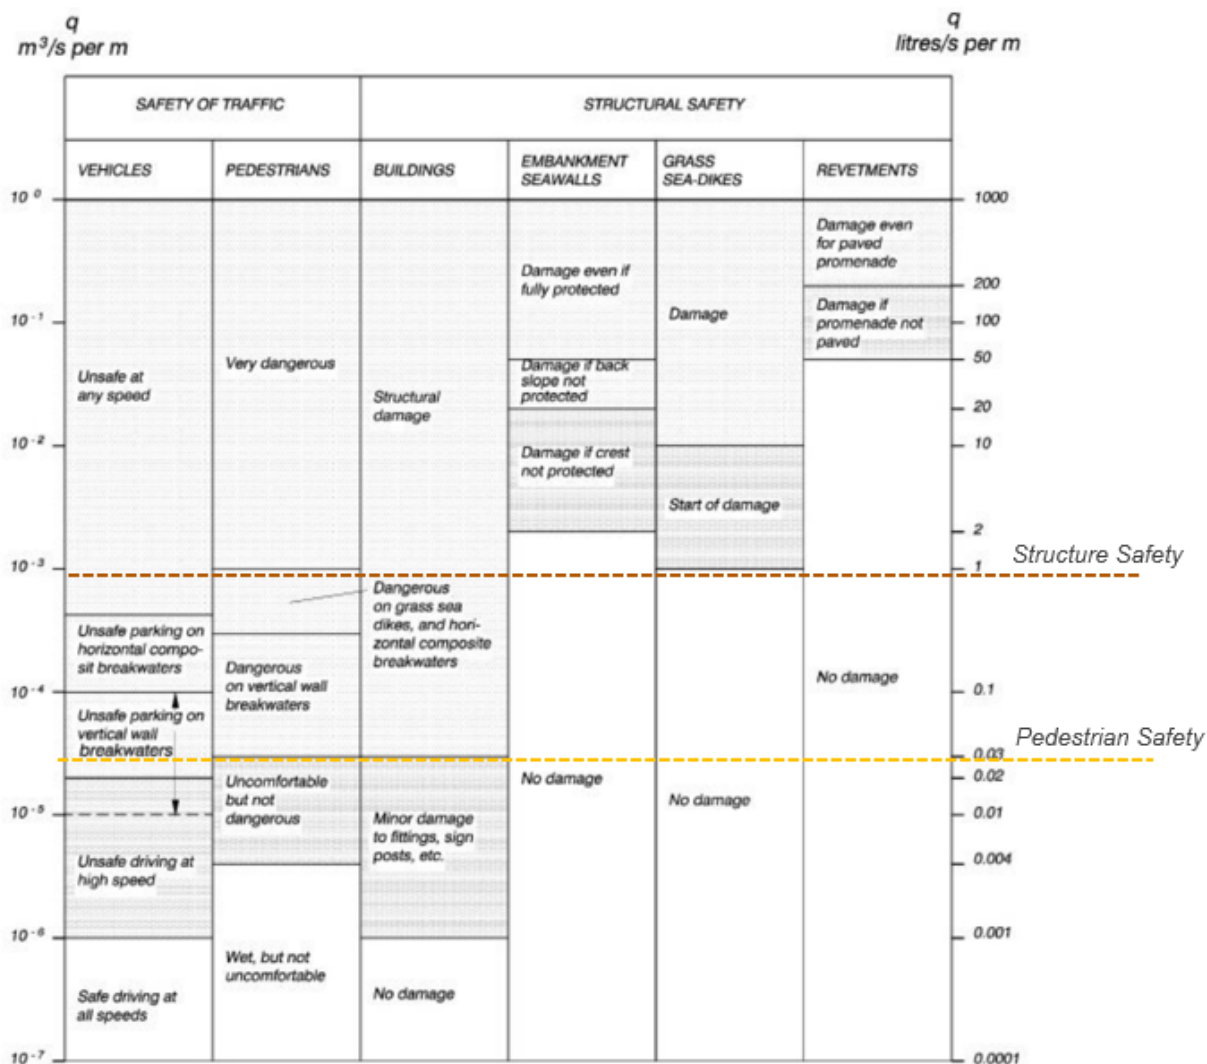 q
m³/s per m
q
litres/s per m
SAFETY OF TRAFFIC
STRUCTURAL SAFETY
VEHICLES
PEDESTRIANS
BUILDINGS
EMBANKMENT
SEAWALLS
GRASS
SEA-DIKES
REVETMENTS
10⁰
10⁻¹
10⁻²
10⁻³
10⁻⁴
10⁻⁵
10⁻⁶
10⁻⁷
Unsafe at
any speed
Unsafe parking on
horizontal compo-
sit breakwaters
Unsafe parking on
vertical wall
breakwaters
Unsafe driving at
high speed
Safe driving at
all speeds
Very dangerous
Dangerous
on vertical wall
breakwaters
Uncomfortable
but not
dangerous
Wet, but not
uncomfortable
Structural
damage
Dangerous
on grass sea
dikes, and hori-
zontal composite
breakwaters
Minor damage
to fittings, sign
posts, etc.
No damage
Damage even if
fully protected
Damage if back
slope not
protected
Damage if crest
not protected
No damage
Damage
Start of damage
No damage
Damage even
for paved
promenade
Damage if
promenade not
paved
No damage
1000
200
100
50
20
10
2
1
0.1
0.03
0.02
0.01
0.004
0.001
0.0001
Structure Safety
Pedestrian Safety